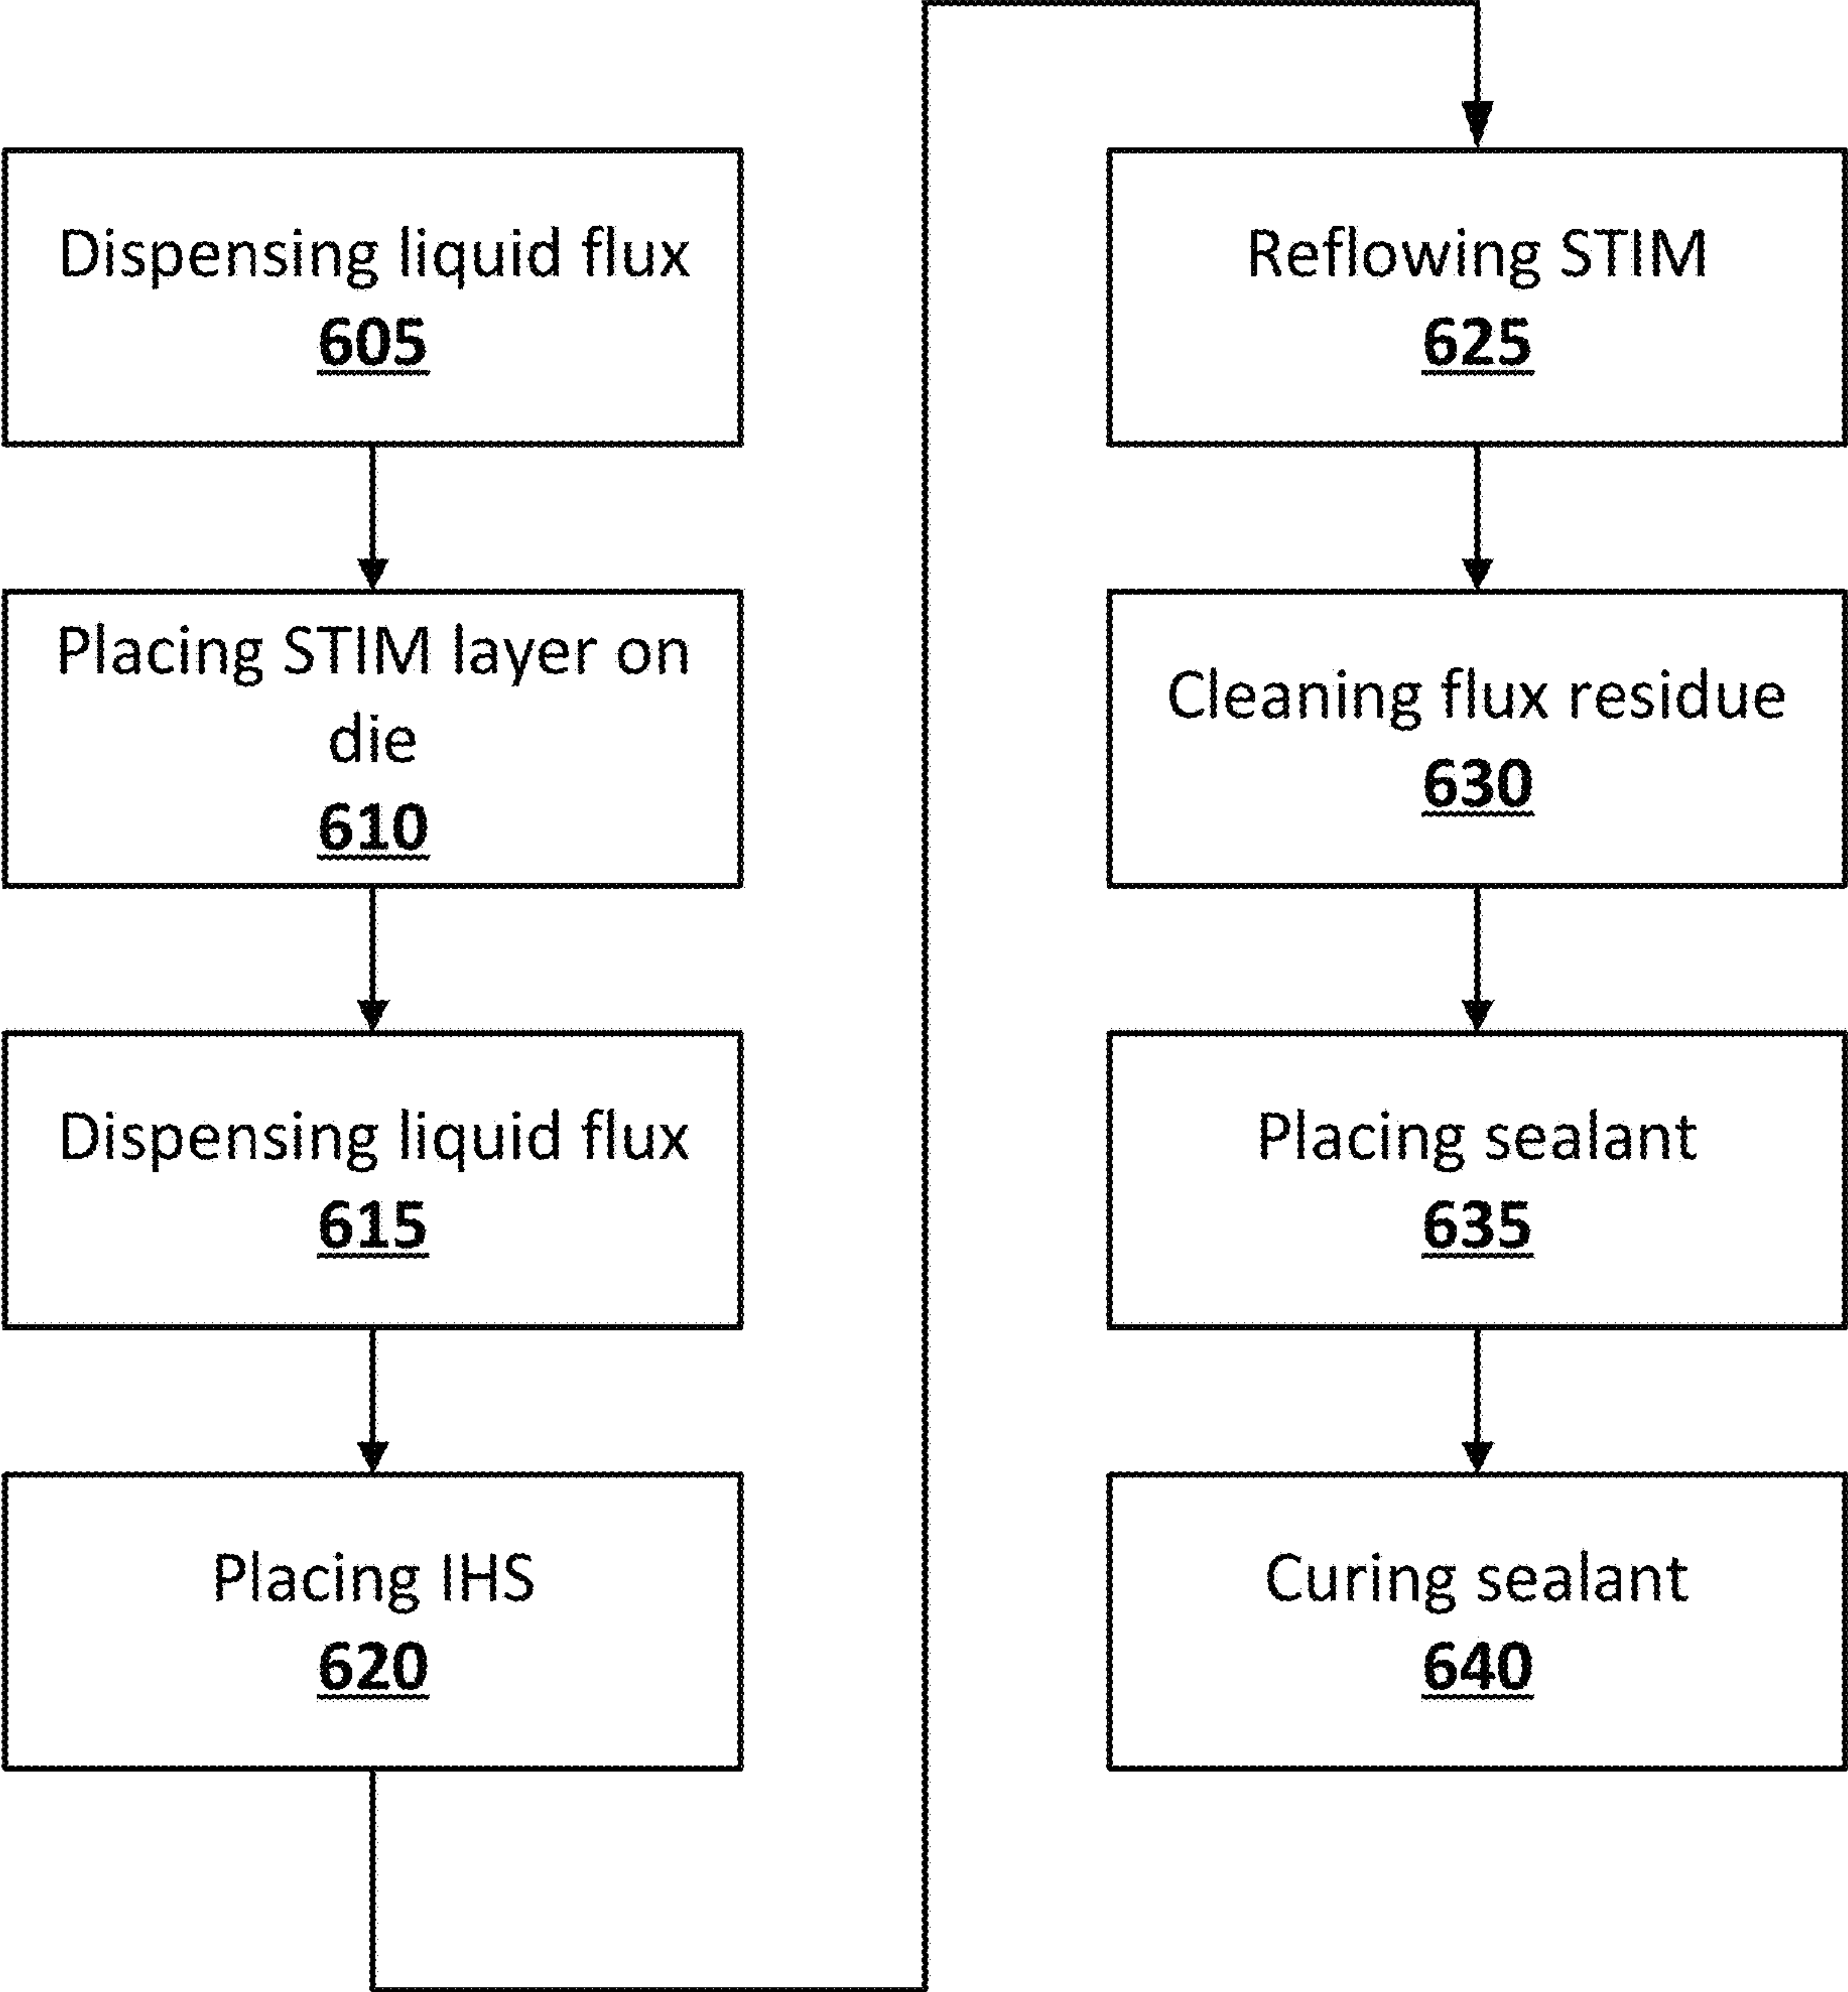 Dispensing liquid flux
605
Placing STIM layer on
die
610
Dispensing liquid flux
615
Placing IHS
620
Reflowing STIM
625
Cleaning flux residue
630
Placing sealant
635
Curing sealant
640